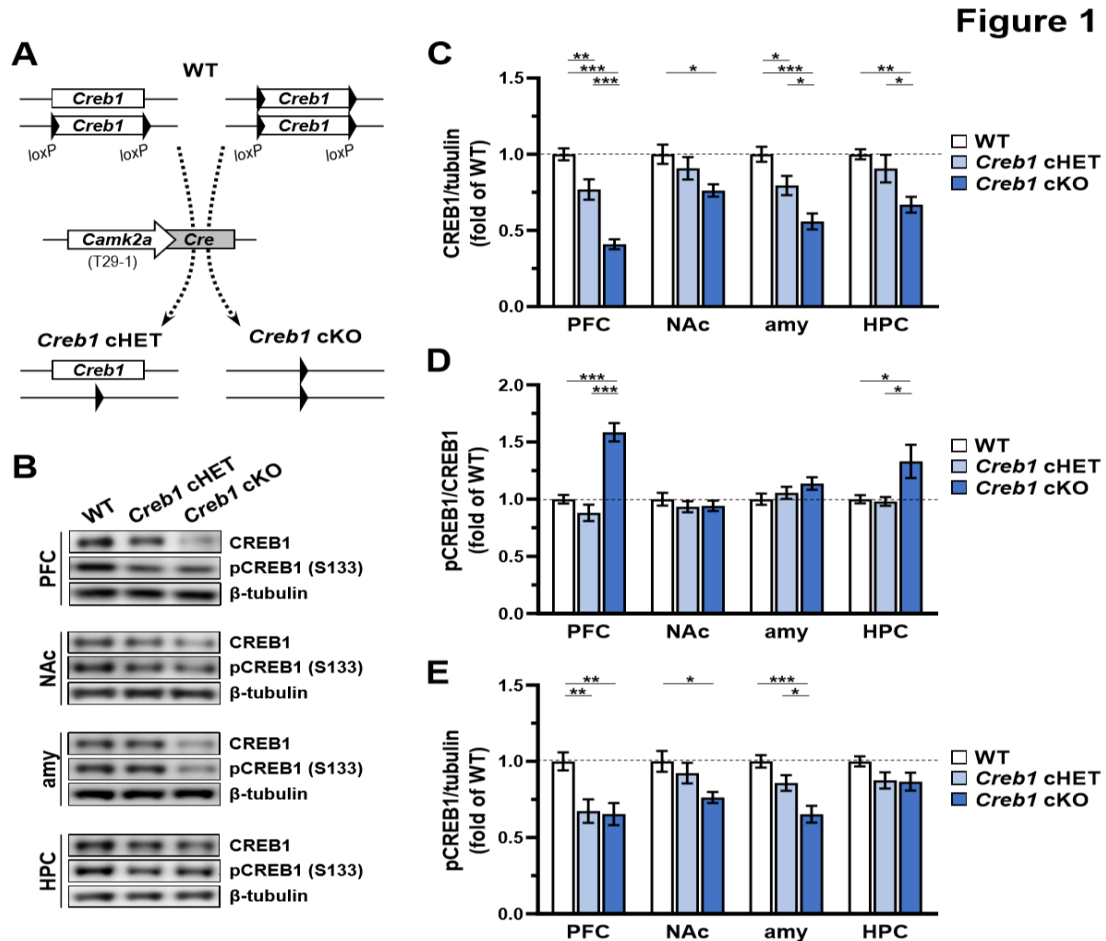 Figure 1
A
WT
Creb1
Creb1
Creb1
Creb1
loxP
loxP
loxP
loxP
Camk2a
Cre
(T29-1)
Creb1 cHET
Creb1 cKO
Creb1
B
WT
Creb1 cHET
Creb1 cKO
PFC
CREB1
pCREB1 (S133)
β-tubulin
NAc
CREB1
pCREB1 (S133)
β-tubulin
amy
CREB1
pCREB1 (S133)
β-tubulin
HPC
CREB1
pCREB1 (S133)
β-tubulin
C
CREB1/tubulin
(fold of WT)
1.5
1.0
0.5
0.0
**
***
***
*
*
***
*
**
*
PFC NAc amy HPC
WT
Creb1 cHET
Creb1 cKO
D
pCREB1/CREB1
(fold of WT)
2.0
1.5
1.0
0.5
0.0
***
***
*
*
PFC NAc amy HPC
WT
Creb1 cHET
Creb1 cKO
E
pCREB1/tubulin
(fold of WT)
1.5
1.0
0.5
0.0
**
**
*
***
*
PFC NAc amy HPC
WT
Creb1 cHET
Creb1 cKO